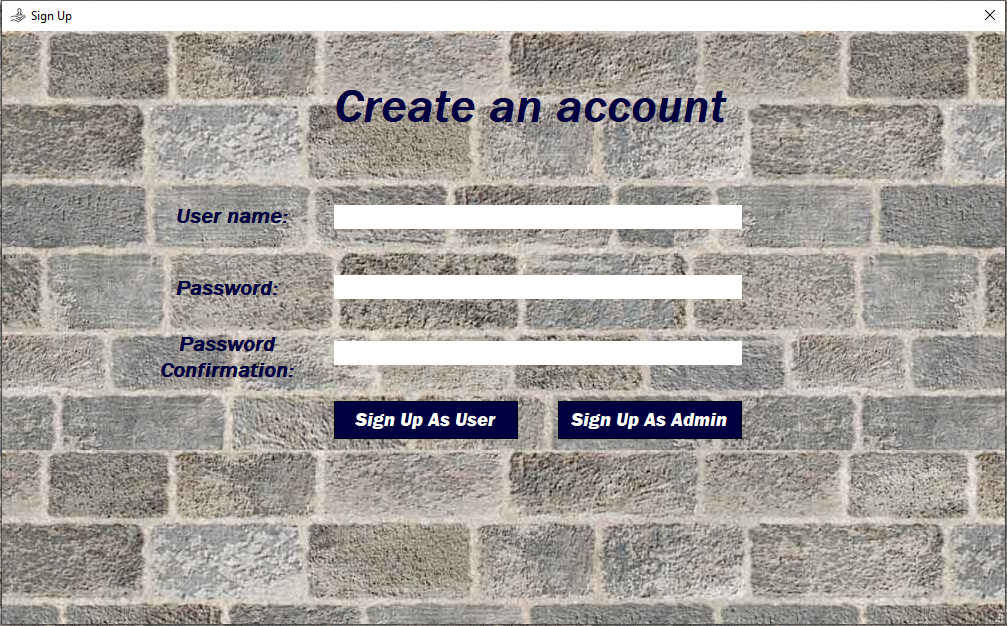 Sign Up
Create an account
User name:
Password:
Password
Confirmation:
Sign Up As User
Sign Up As Admin